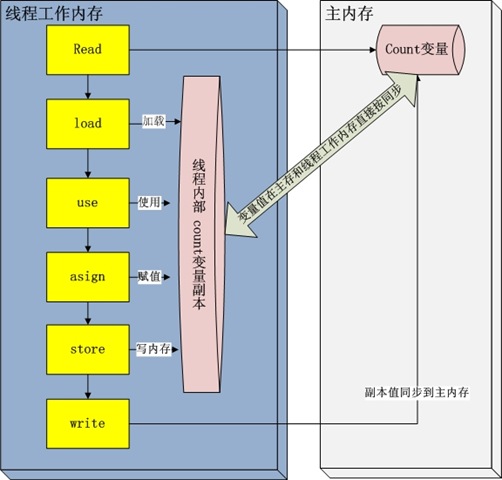 线程工作内存
主内存
Read
Count变量
load
加载
线程内部 count变量副本
变量值在主存和线程工作内存直接按同步
use
使用
asign
赋值
store
写内存
副本值同步到主内存
write